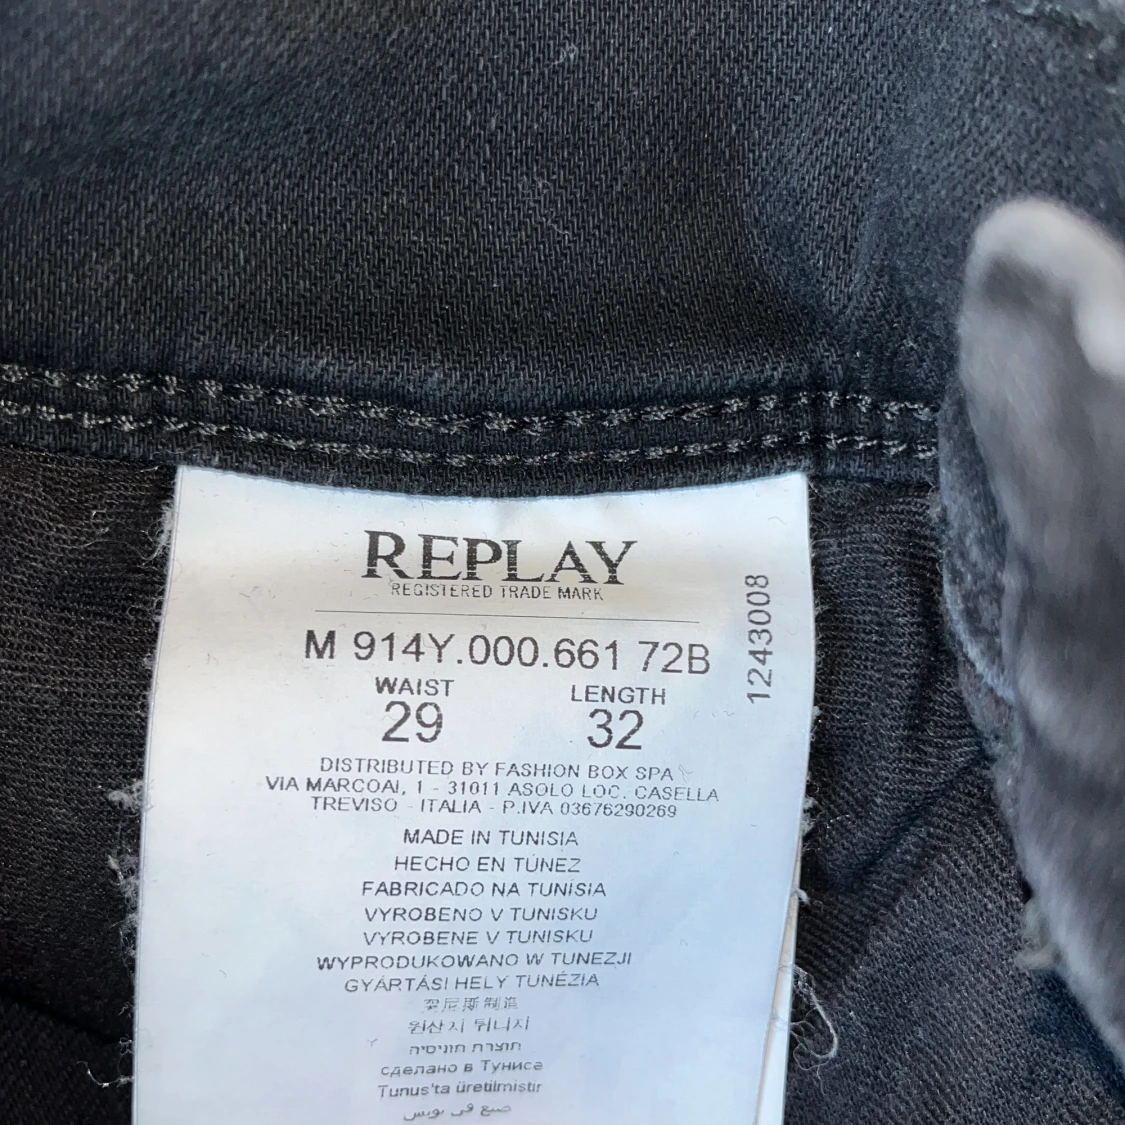 REPLAY
REGISTERED TRADE MARK
M 914Y.000.661 72B
1243008
WAIST LENGTH
29 32
DISTRIBUTED BY FASHION BOX SPA
VIA MARCOAI, 1 - 31011 ASOLO LOC. CASELLA
TREVISO - ITALIA - P.IVA 03676290269
MADE IN TUNISIA
HECHO EN TÚNEZ
FABRICADO NA TUNÍSIA
VYROBENO V TUNISKU
VYROBENE V TUNISKU
WYPRODUKOWANO W TUNEZJI
GYÁRTÁSI HELY TUNÉZIA
突尼斯制造
원산지 튀니지
תוצרת תוניסיה
сделано в Тунисе
Tunus'ta üretilmistir
صنع في تونس